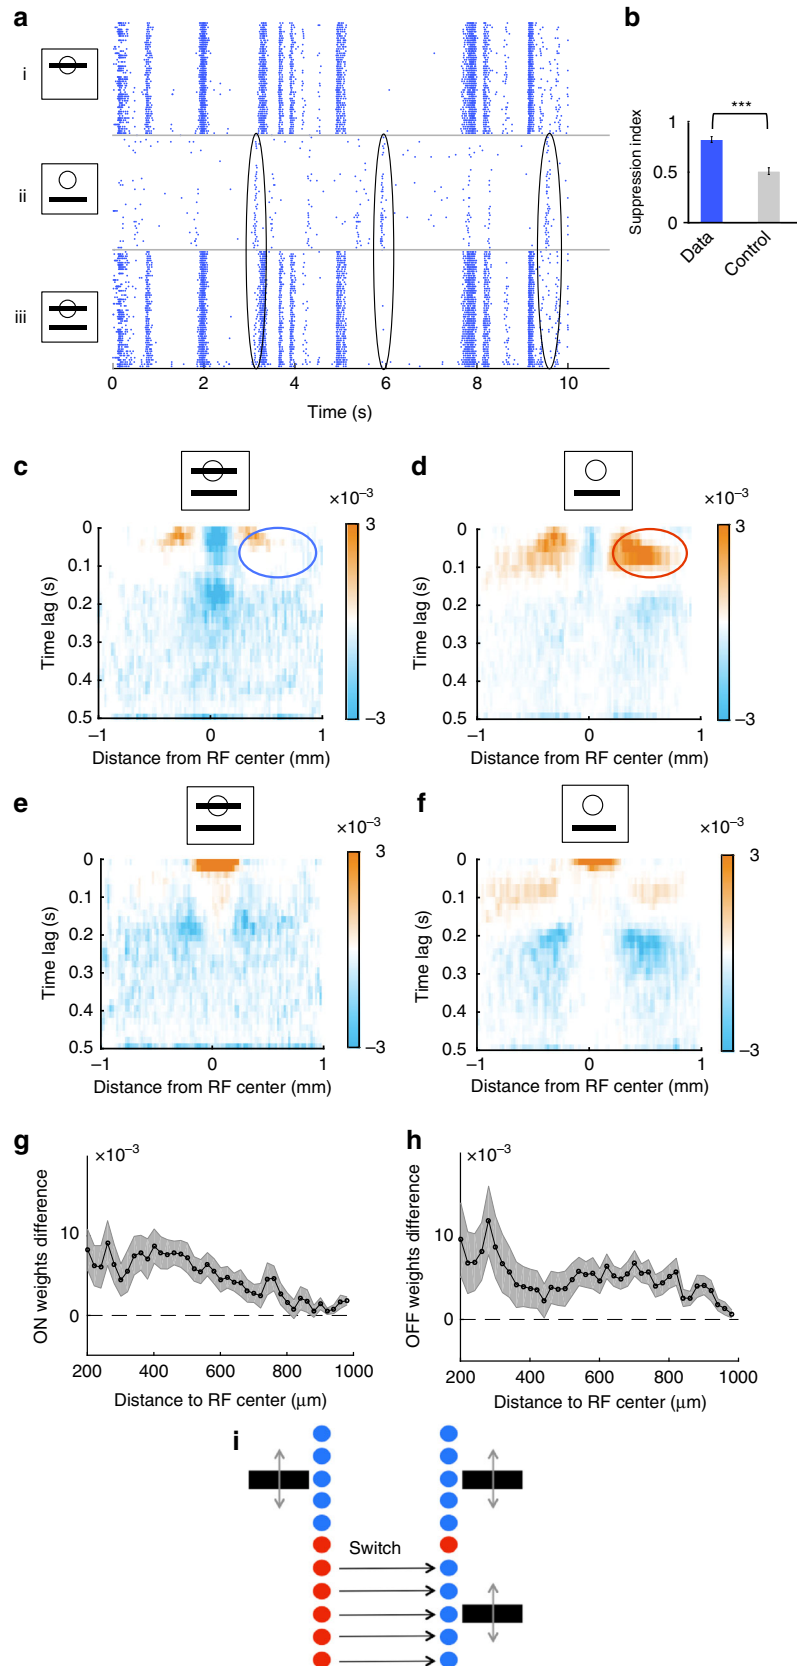 a
b
i
ii
iii
0
2
4
6
8
10
Time (s)
Suppression index
1
0.5
0
***
Data
Control
c
×10⁻³
3
−3
0
0.1
0.2
0.3
0.4
0.5
Time lag (s)
−1
0
1
Distance from RF center (mm)
d
×10⁻³
3
−3
0
0.1
0.2
0.3
0.4
0.5
Time lag (s)
−1
0
1
Distance from RF center (mm)
e
×10⁻³
3
−3
0
0.1
0.2
0.3
0.4
0.5
Time lag (s)
−1
0
1
Distance from RF center (mm)
f
×10⁻³
3
−3
0
0.1
0.2
0.3
0.4
0.5
Time lag (s)
−1
0
1
Distance from RF center (mm)
g
×10⁻³
ON weights difference
10
0
200
400
600
800
1000
Distance to RF center (μm)
h
×10⁻³
OFF weights difference
10
0
200
400
600
800
1000
Distance to RF center (μm)
i
Switch